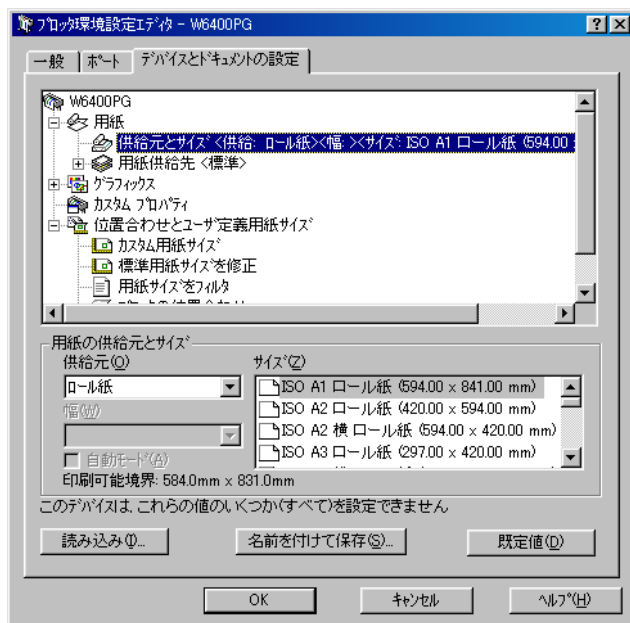 ﾌﾟﾛｯﾀ環境設定ｴﾃﾞｨﾀ - W6400PG
一般
ﾎﾟｰﾄ
ﾃﾞﾊﾞｲｽとﾄﾞｷｭﾒﾝﾄの設定
W6400PG
用紙
供給元とｻｲｽﾞ <供給: ﾛｰﾙ紙><幅: ><ｻｲｽﾞ: ISO A1 ロール紙 (594.00
用紙供給先 <標準>
ｸﾞﾗﾌｨｯｸｽ
ｶｽﾀﾑ ﾌﾟﾛﾊﾟﾃｨ
位置合わせとﾕｰｻﾞ定義用紙ｻｲｽﾞ
ｶｽﾀﾑ用紙ｻｲｽﾞ
標準用紙ｻｲｽﾞを修正
用紙ｻｲｽﾞをﾌｨﾙﾀ
用紙の供給元とｻｲｽﾞ
供給元(O)
ﾛｰﾙ紙
幅(W)
自動ﾓｰﾄﾞ(A)
ｻｲｽﾞ(Z)
ISO A1 ロール紙 (594.00 x 841.00 mm)
ISO A2 ロール紙 (420.00 x 594.00 mm)
ISO A2 横 ロール紙 (594.00 x 420.00 mm)
ISO A3 ロール紙 (297.00 x 420.00 mm)
印刷可能境界: 584.0mm x 831.0mm
このﾃﾞﾊﾞｲｽは、これらの値のいくつか(すべて)を設定できません
読み込み(I)...
名前を付けて保存(S)...
既定値(D)
OK
ｷｬﾝｾﾙ
ﾍﾙﾌﾟ(H)